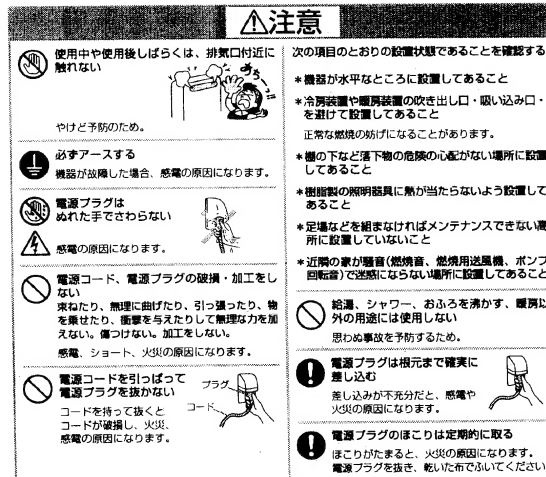 注意
使用中や使用後しばらくは、排気口付近に
触れない
あちーっ!!
やけど予防のため。
必ずアースする
機器が故障した場合、感電の原因になります。
電源プラグは
ぬれた手でさわらない
感電の原因になります。
電源コード、電源プラグの破損・加工をし
ない
束ねたり、無理に曲げたり、引っ張ったり、物
を乗せたり、衝撃を与えたりして無理な力を加
えない。傷つけない。加工をしない。
感電、ショート、火災の原因になります。
電源コードを引っぱって
電源プラグを抜かない
プラグ
コード
コードを持って抜くと
コードが破損し、火災、
感電の原因になります。
次の項目のとおりの設置状態であることを確認する
*機器が水平なところに設置してあること
*冷房装置や暖房装置の吹き出し口・吸い込み口・
を避けて設置してあること
正常な燃焼の妨げになることがあります。
*棚の下など落下物の危険の心配がない場所に設置
してあること
*樹脂製の照明器具に熱が当たらないよう設置して
あること
*足場などを組まなければメンテナンスできない高
所に設置していないこと
*近隣の家が騒音(燃焼音、燃焼用送風機、ポンプ
回転音)で迷惑にならない場所に設置してあること
給湯、シャワー、おふろを沸かす、暖房以
外の用途には使用しない
思わぬ事故を予防するため。
電源プラグは根元まで確実に
差し込む
差し込みが不充分だと、感電や
火災の原因になります。
電源プラグのほこりは定期的に取る
ほこりがたまると、火災の原因になります。
電源プラグを抜き、乾いた布でふいてください